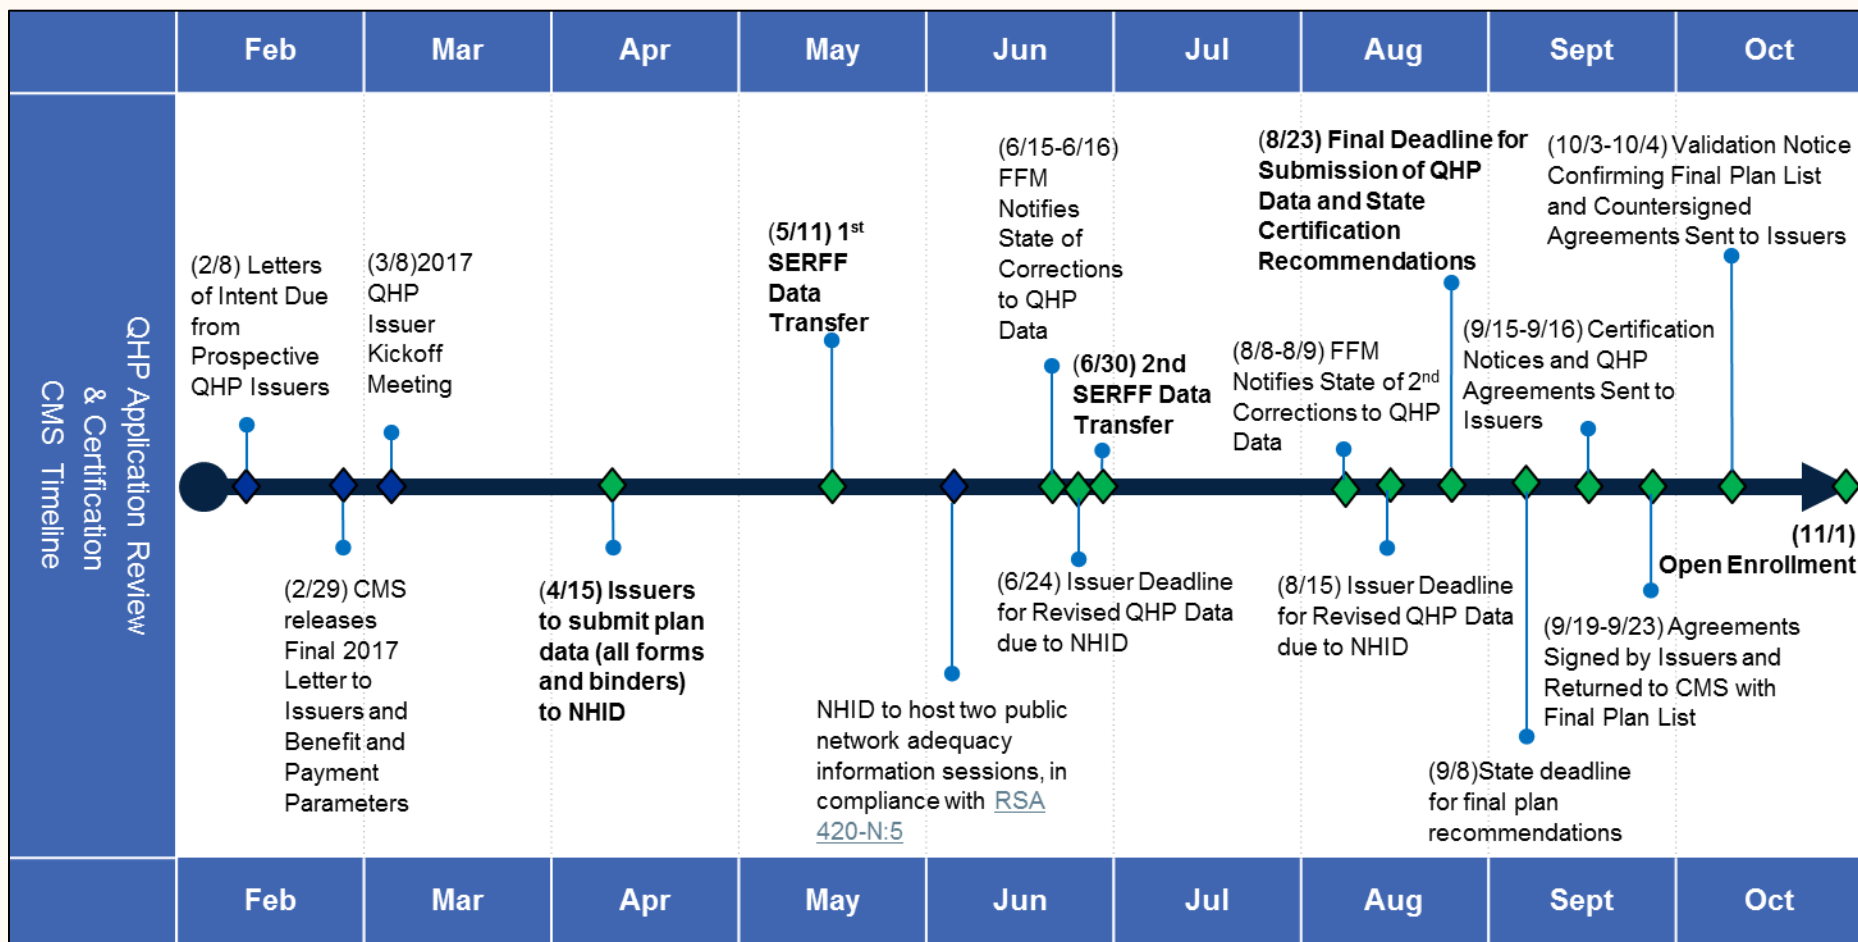 Feb
Mar
Apr
May
Jun
Jul
Aug
Sept
Oct
QHP Application Review
& Certification
CMS Timeline
(2/8) Letters
of Intent Due
from
Prospective
QHP Issuers
(3/8)2017
QHP
Issuer
Kickoff
Meeting
(5/11) 1st
SERFF
Data
Transfer
(6/15-6/16)
FFM
Notifies
State of
Corrections
to QHP
Data
(6/30) 2nd
SERFF Data
Transfer
(8/23) Final Deadline for
Submission of QHP
Data and State
Certification
Recommendations
(8/8-8/9) FFM
Notifies State of 2nd
Corrections to QHP
Data
(10/3-10/4) Validation Notice
Confirming Final Plan List
and Countersigned
Agreements Sent to Issuers
(9/15-9/16) Certification
Notices and QHP
Agreements Sent to
Issuers
(2/29) CMS
releases
Final 2017
Letter to
Issuers and
Benefit and
Payment
Parameters
(4/15) Issuers
to submit plan
data (all forms
and binders)
to NHID
NHID to host two public
network adequacy
information sessions, in
compliance with RSA
420-N:5
(6/24) Issuer Deadline
for Revised QHP Data
due to NHID
(8/15) Issuer Deadline
for Revised QHP Data
due to NHID
(9/8)State deadline
for final plan
recommendations
(9/19-9/23) Agreements
Signed by Issuers and
Returned to CMS with
Final Plan List
(11/1)
Open Enrollment
Feb
Mar
Apr
May
Jun
Jul
Aug
Sept
Oct